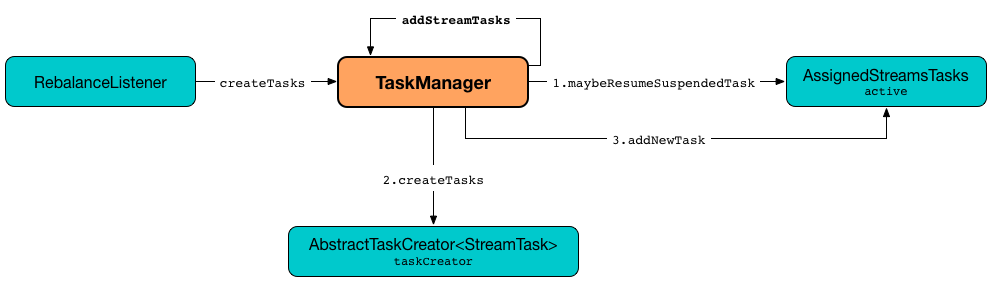 addStreamTasks
RebalanceListener
createTasks
TaskManager
1.maybeResumeSuspendedTask
AssignedStreamsTasks
active
3.addNewTask
2.createTasks
AbstractTaskCreator<StreamTask>
taskCreator